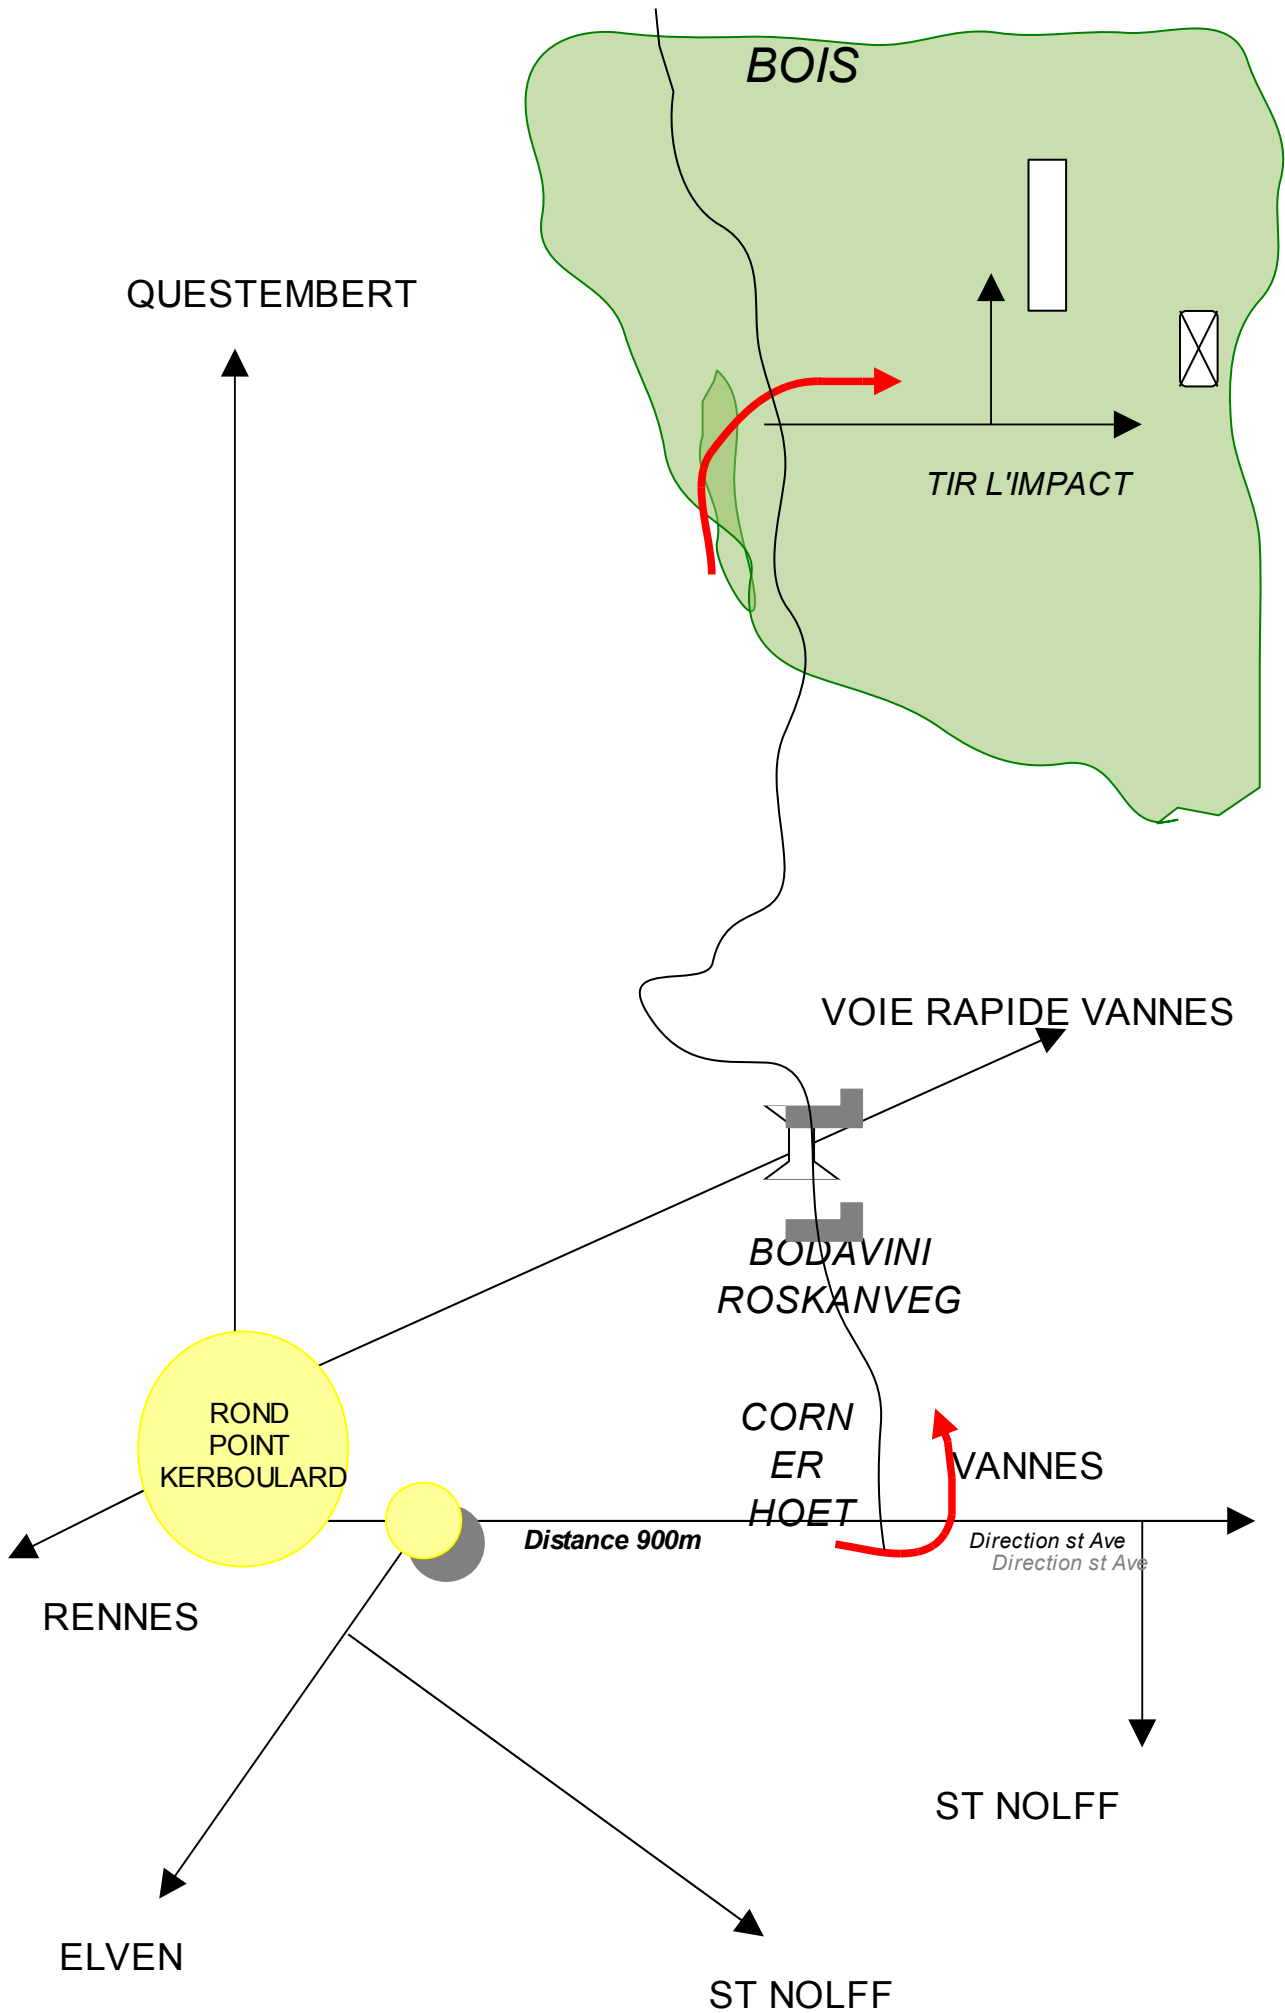 BOIS
QUESTEMBERT
TIR L'IMPACT
VOIE RAPIDE VANNES
BODAVINI
ROSKANVEG
ROND
POINT
KERBOULARD
CORN
ER
HOET
VANNES
Distance 900m
Direction st Ave
Direction st Ave
RENNES
ST NOLFF
ELVEN
ST NOLFF